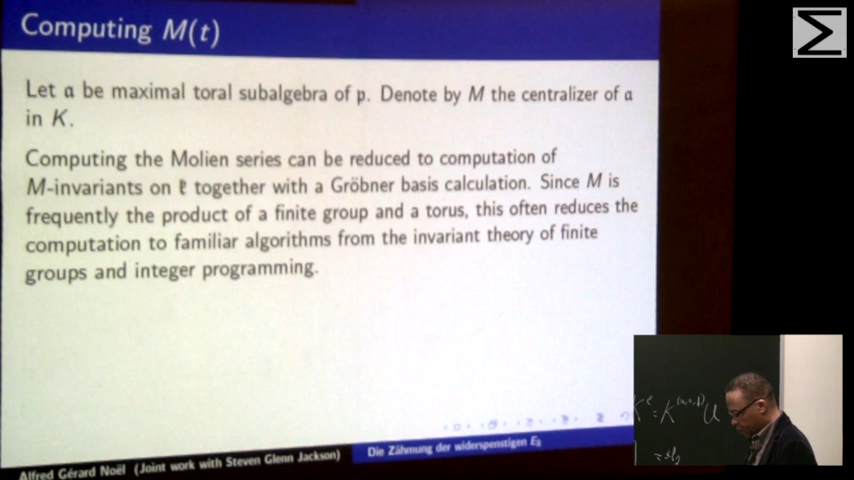 Computing M(t)
Let 𝔞 be maximal toral subalgebra of 𝔭. Denote by M the centralizer of 𝔞
in K.
Computing the Molien series can be reduced to computation of
M-invariants on 𝔨 together with a Gröbner basis calculation. Since M is
frequently the product of a finite group and a torus, this often reduces the
computation to familiar algorithms from the invariant theory of finite
groups and integer programming.
Alfred Gérard Noël (Joint work with Steven Glenn Jackson)
Die Zähmung der widerspenstigen E₈
Σ